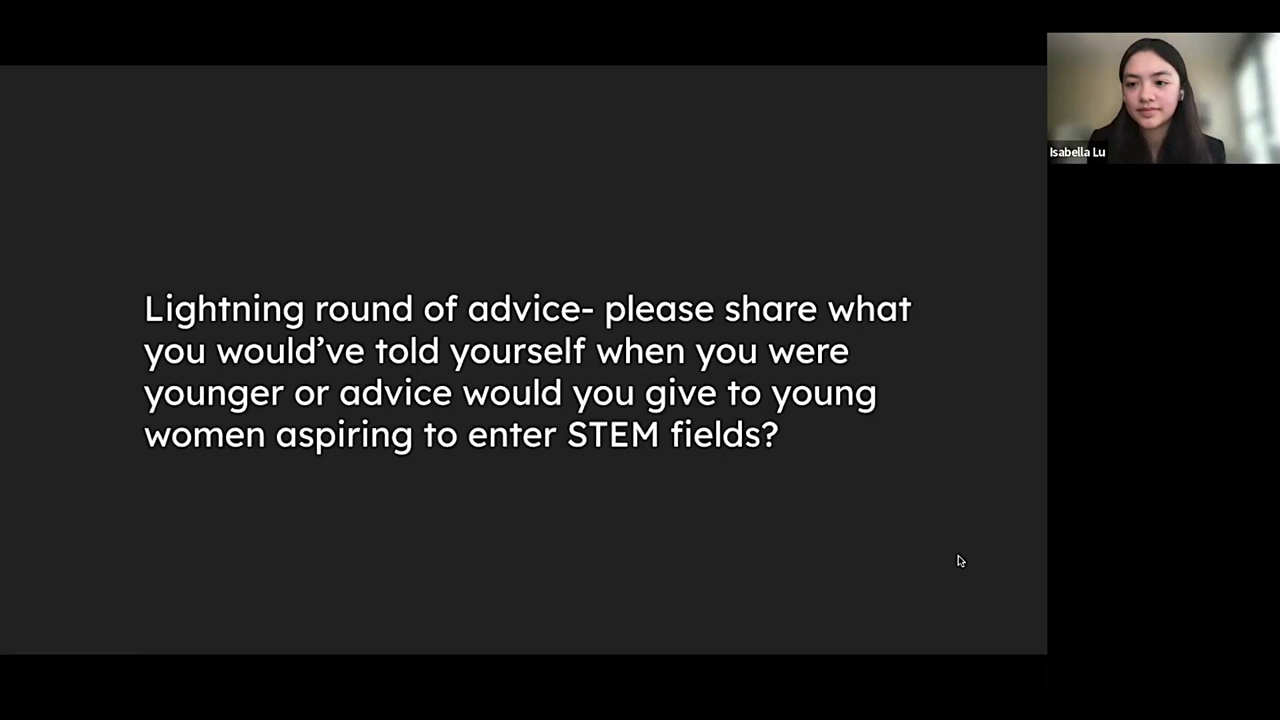 Lightning round of advice- please share what
you would’ve told yourself when you were
younger or advice would you give to young
women aspiring to enter STEM fields?
Isabella Lu